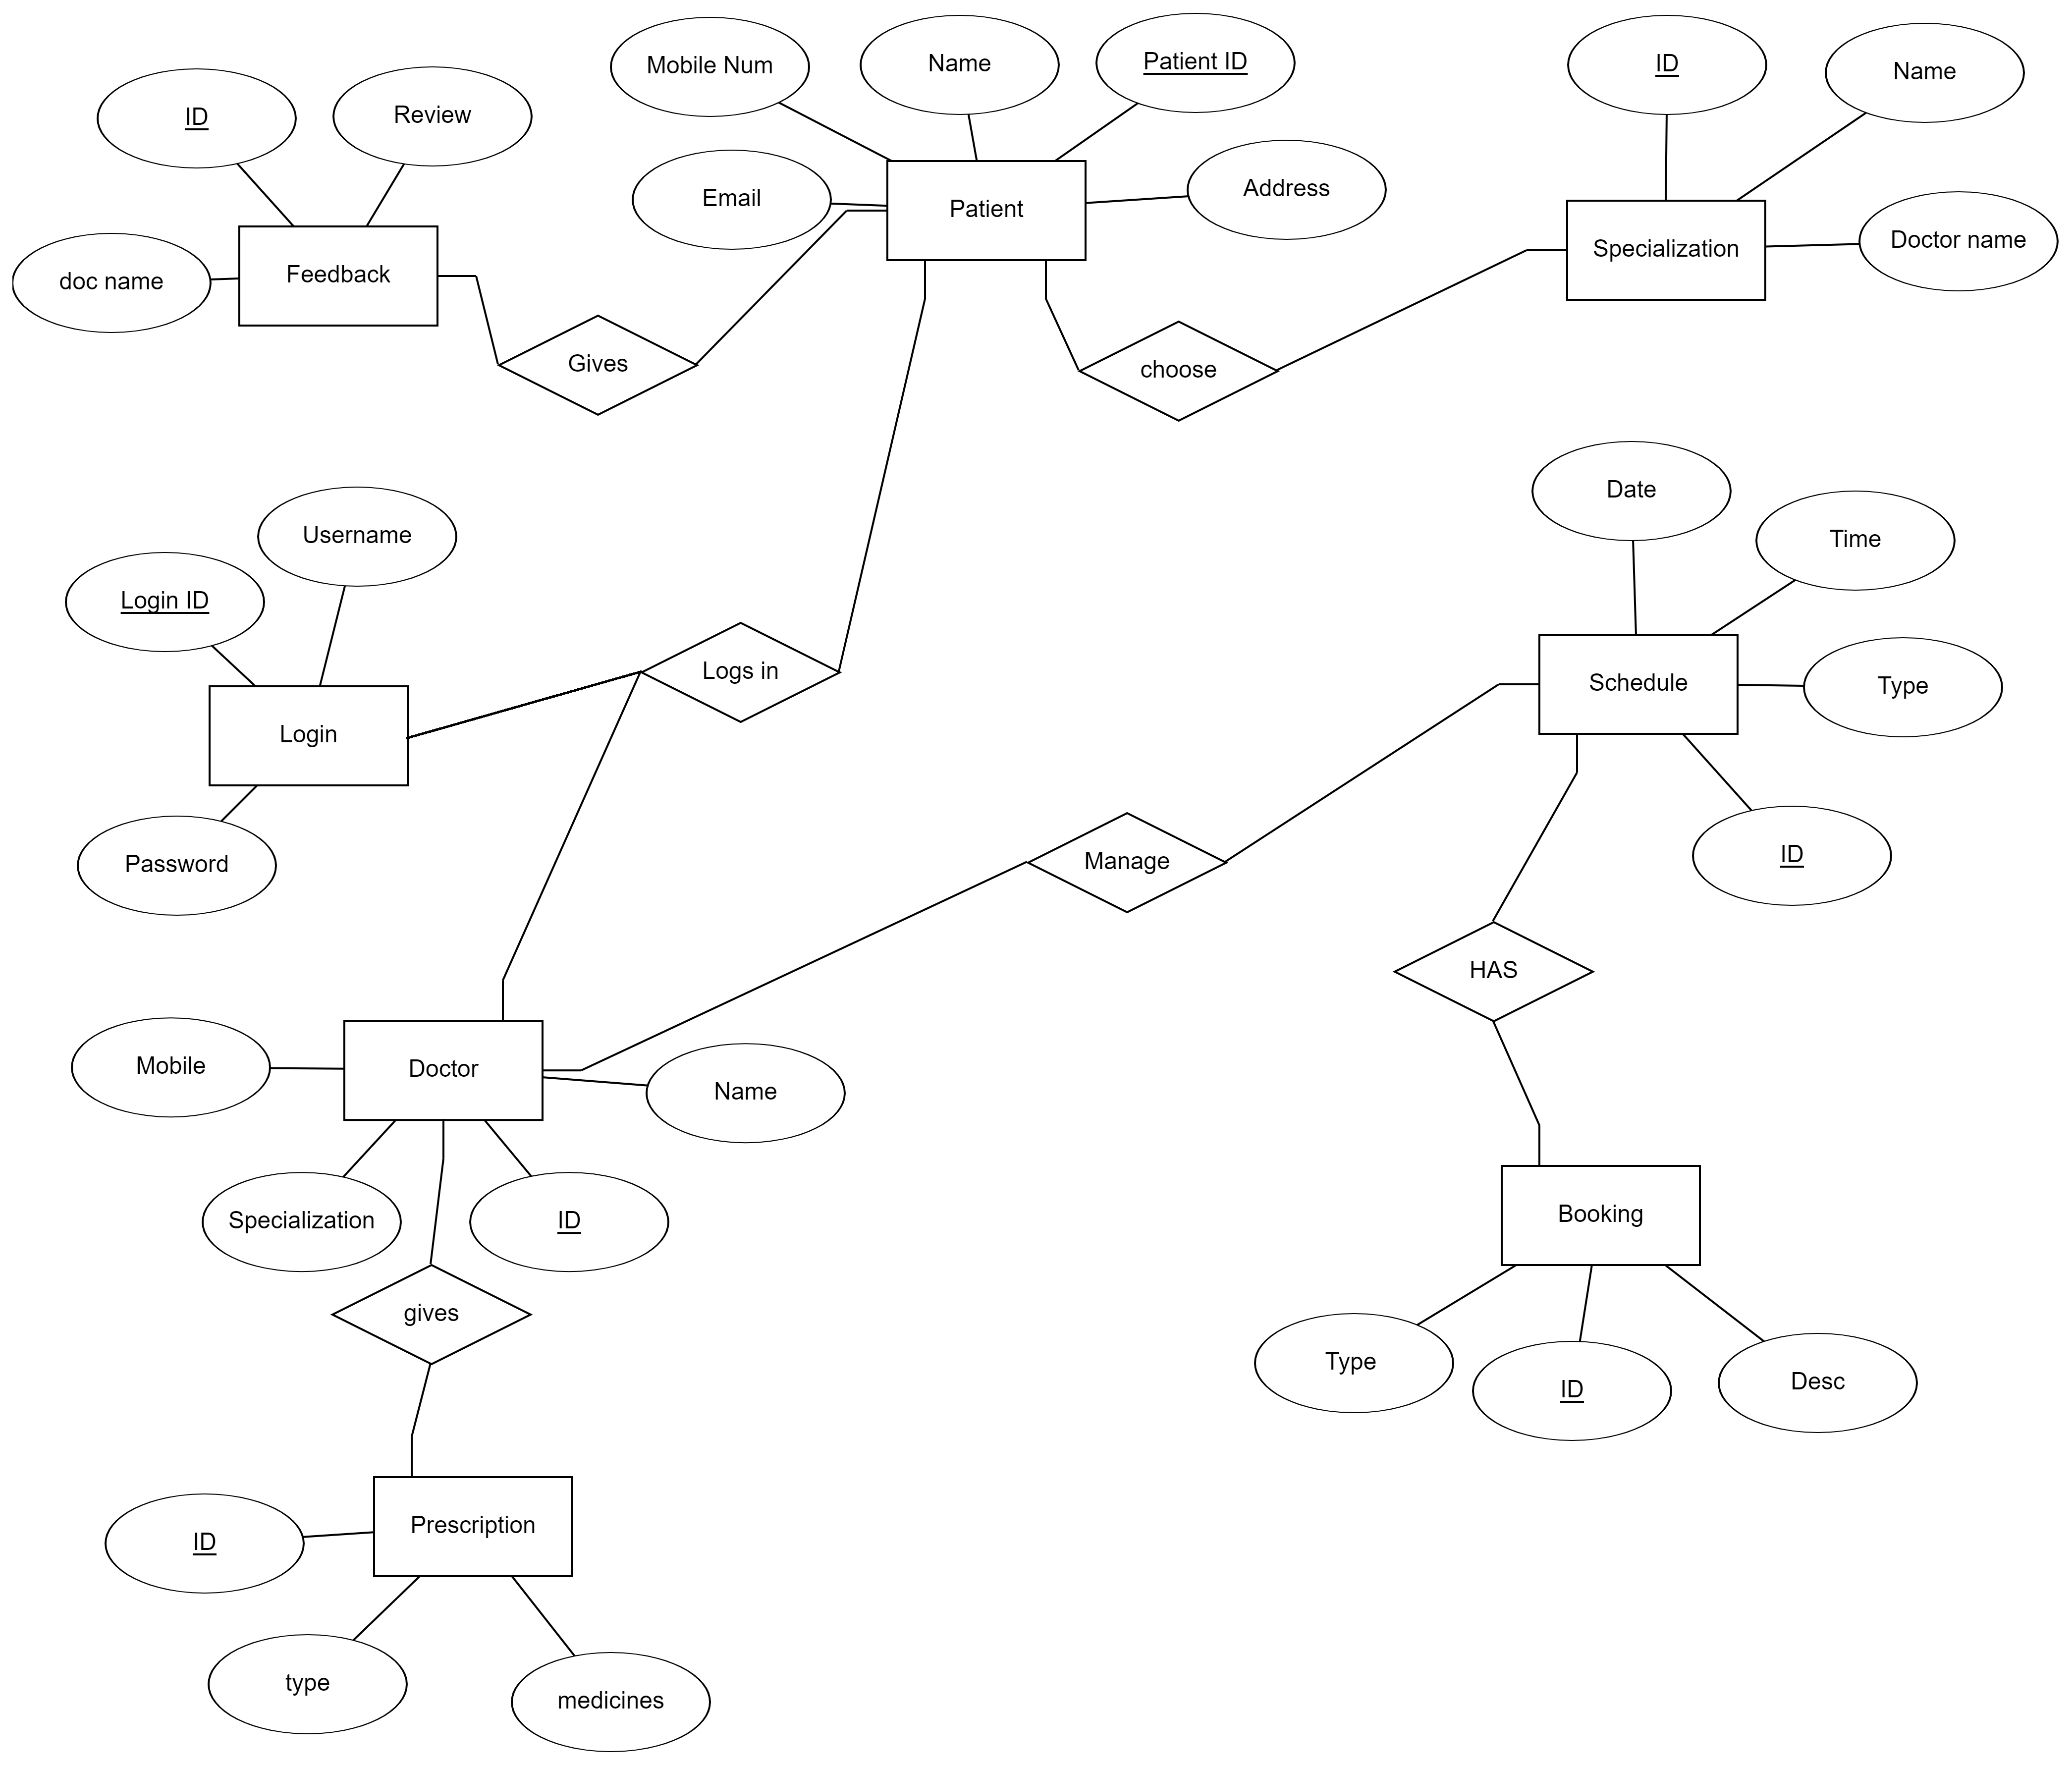 Mobile Num
Name
Patient ID
ID
Name
ID
Review
Email
Address
Patient
Specialization
Doctor name
doc name
Feedback
Gives
choose
Date
Time
Username
Login ID
Logs in
Schedule
Type
Login
Password
Manage
ID
HAS
Mobile
Doctor
Name
Specialization
ID
Booking
gives
Type
ID
Desc
Prescription
ID
type
medicines